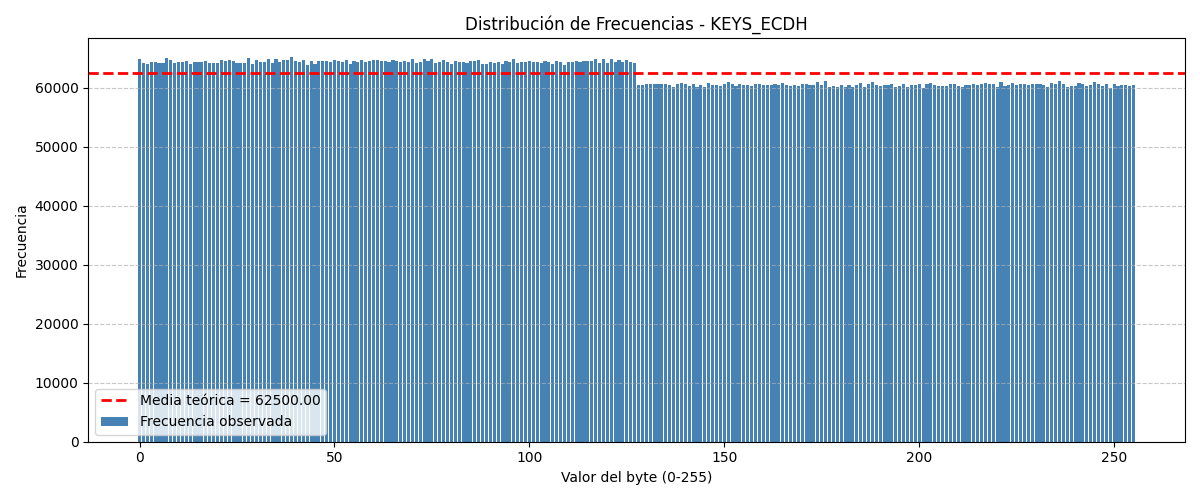 Distribución de Frecuencias - KEYS_ECDH
Frecuencia
60000
50000
40000
30000
20000
10000
0
Media teórica = 62500.00
Frecuencia observada
0 50 100 150 200 250
Valor del byte (0-255)